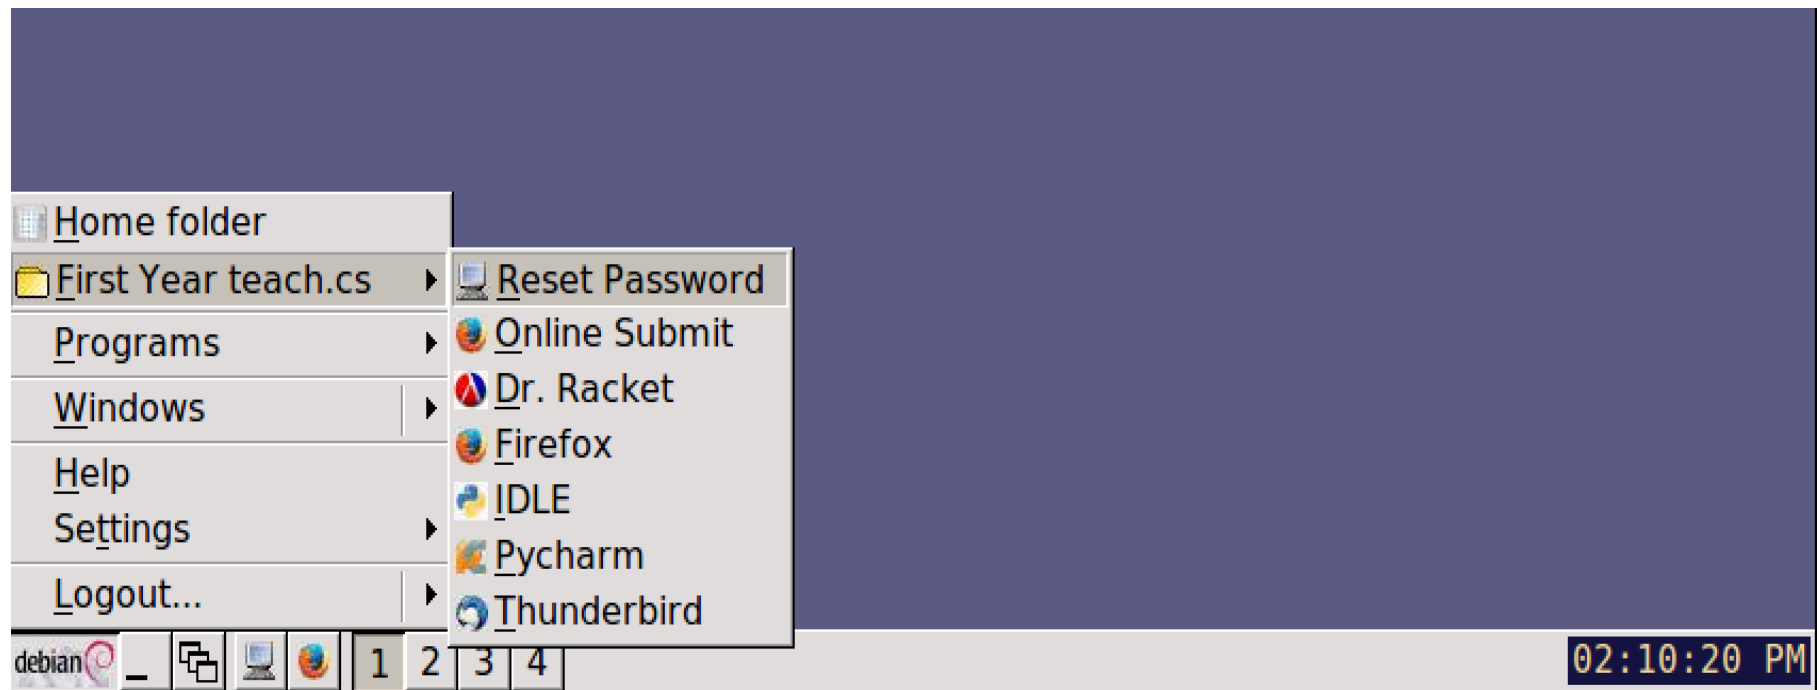 Home folder
First Year teach.cs
Programs
Windows
Help
Settings
Logout...
Reset Password
Online Submit
Dr. Racket
Firefox
IDLE
Pycharm
Thunderbird
debian 1 2 3 4 02:10:20 PM